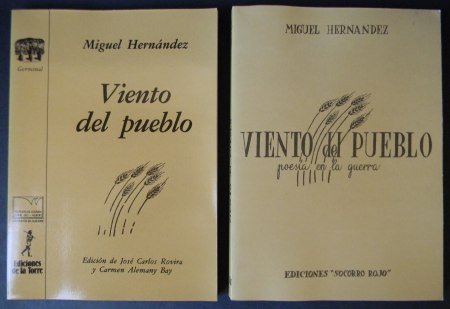 Germinal
Miguel Hernández
Viento
del pueblo
Edición de José Carlos Rovira
y Carmen Alemany Bay
Ediciones
de la Torre
MIGUEL HERNANDEZ
VIENTO del PUEBLO
poesía en la guerra
EDICIONES "SOCORRO ROJO"